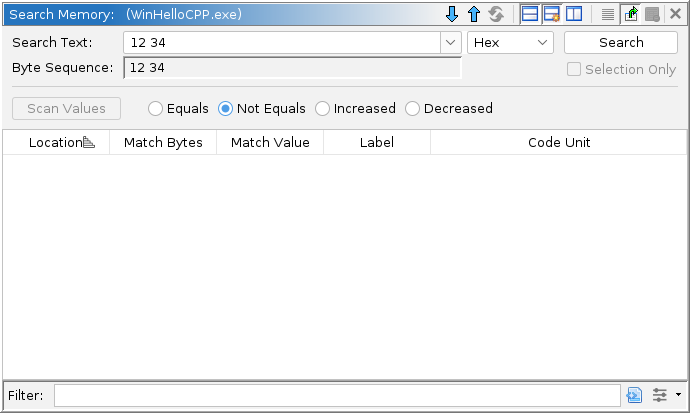 Search Memory: (WinHelloCPP.exe)
Search Text: 12 34 Hex Search
Byte Sequence: 12 34 Selection Only
Scan Values Equals Not Equals Increased Decreased
Location Match Bytes Match Value Label Code Unit
Filter: